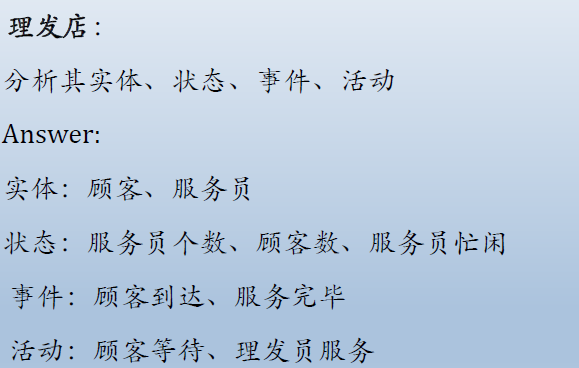 理发店：
分析其实体、状态、事件、活动
Answer:
实体：顾客、服务员
状态：服务员个数、顾客数、服务员忙闲
事件：顾客到达、服务完毕
活动：顾客等待、理发员服务